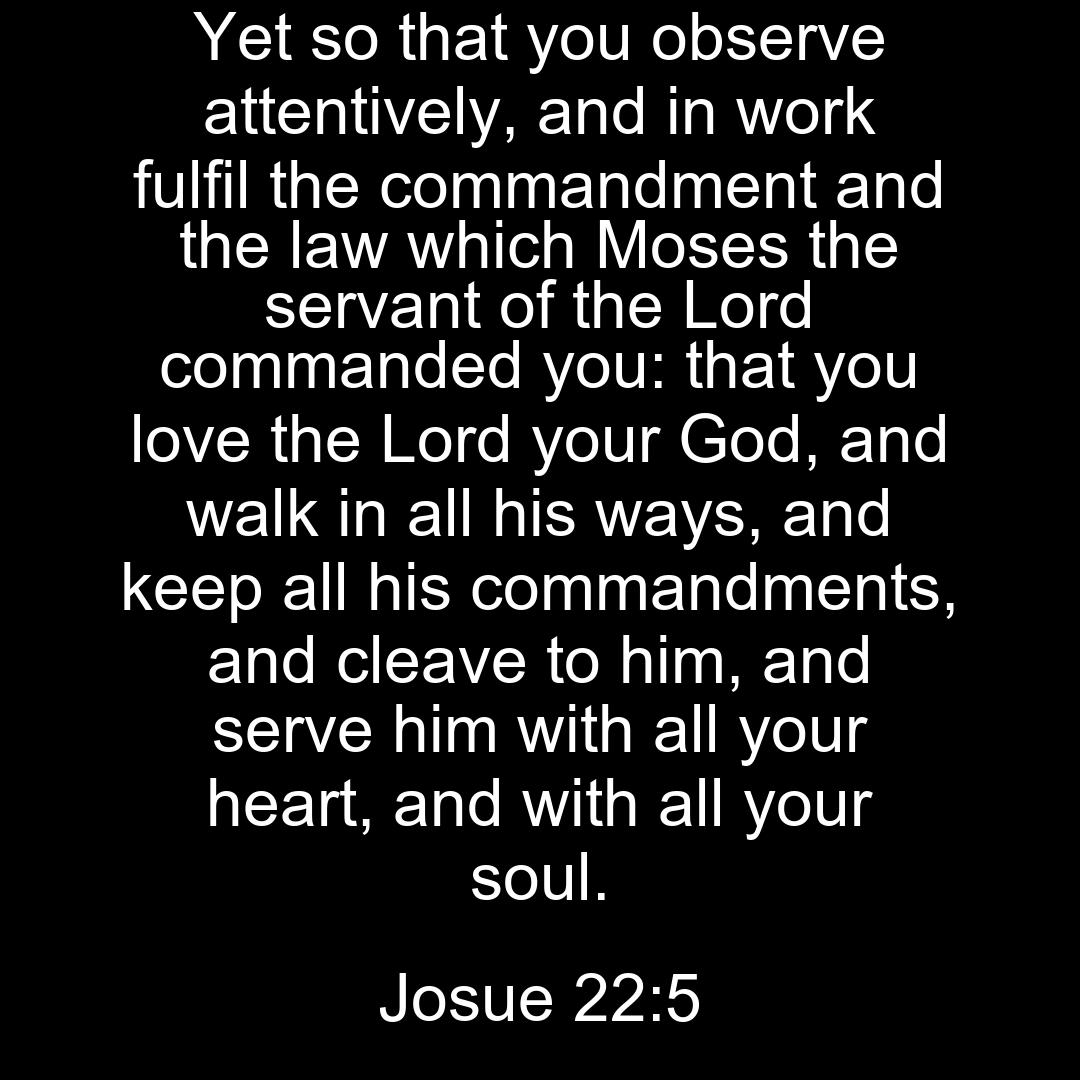 Yet so that you observe
attentively, and in work
fulfil the commandment and
the law which Moses the
servant of the Lord
commanded you: that you
love the Lord your God, and
walk in all his ways, and
keep all his commandments,
and cleave to him, and
serve him with all your
heart, and with all your
soul.
Josue 22:5